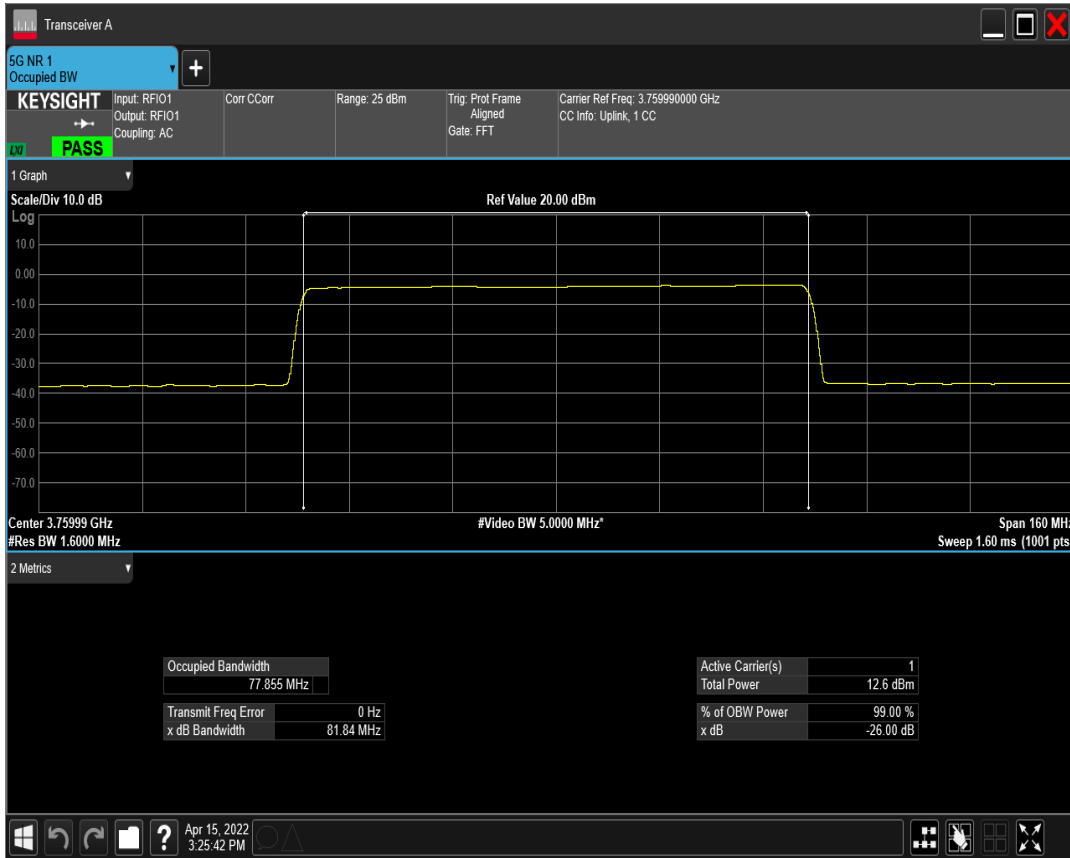 Transceiver A
5G NR 1
Occupied BW
+
KEYSIGHT
LXI
PASS
Input: RFIO1
Output: RFIO1
Coupling: AC
Corr CCorr
Range: 25 dBm
Trig: Prot Frame
Aligned
Gate: FFT
Carrier Ref Freq: 3.759990000 GHz
CC Info: Uplink, 1 CC
1 Graph
Scale/Div 10.0 dB
Ref Value 20.00 dBm
Log
10.0
0.00
-10.0
-20.0
-30.0
-40.0
-50.0
-60.0
-70.0
Center 3.75999 GHz
#Video BW 5.0000 MHz*
Span 160 MHz
#Res BW 1.6000 MHz
Sweep 1.60 ms (1001 pts
2 Metrics
Occupied Bandwidth
77.855 MHz
Transmit Freq Error 0 Hz
x dB Bandwidth 81.84 MHz
Active Carrier(s) 1
Total Power 12.6 dBm
% of OBW Power 99.00 %
x dB -26.00 dB
?
Apr 15, 2022
3:25:42 PM